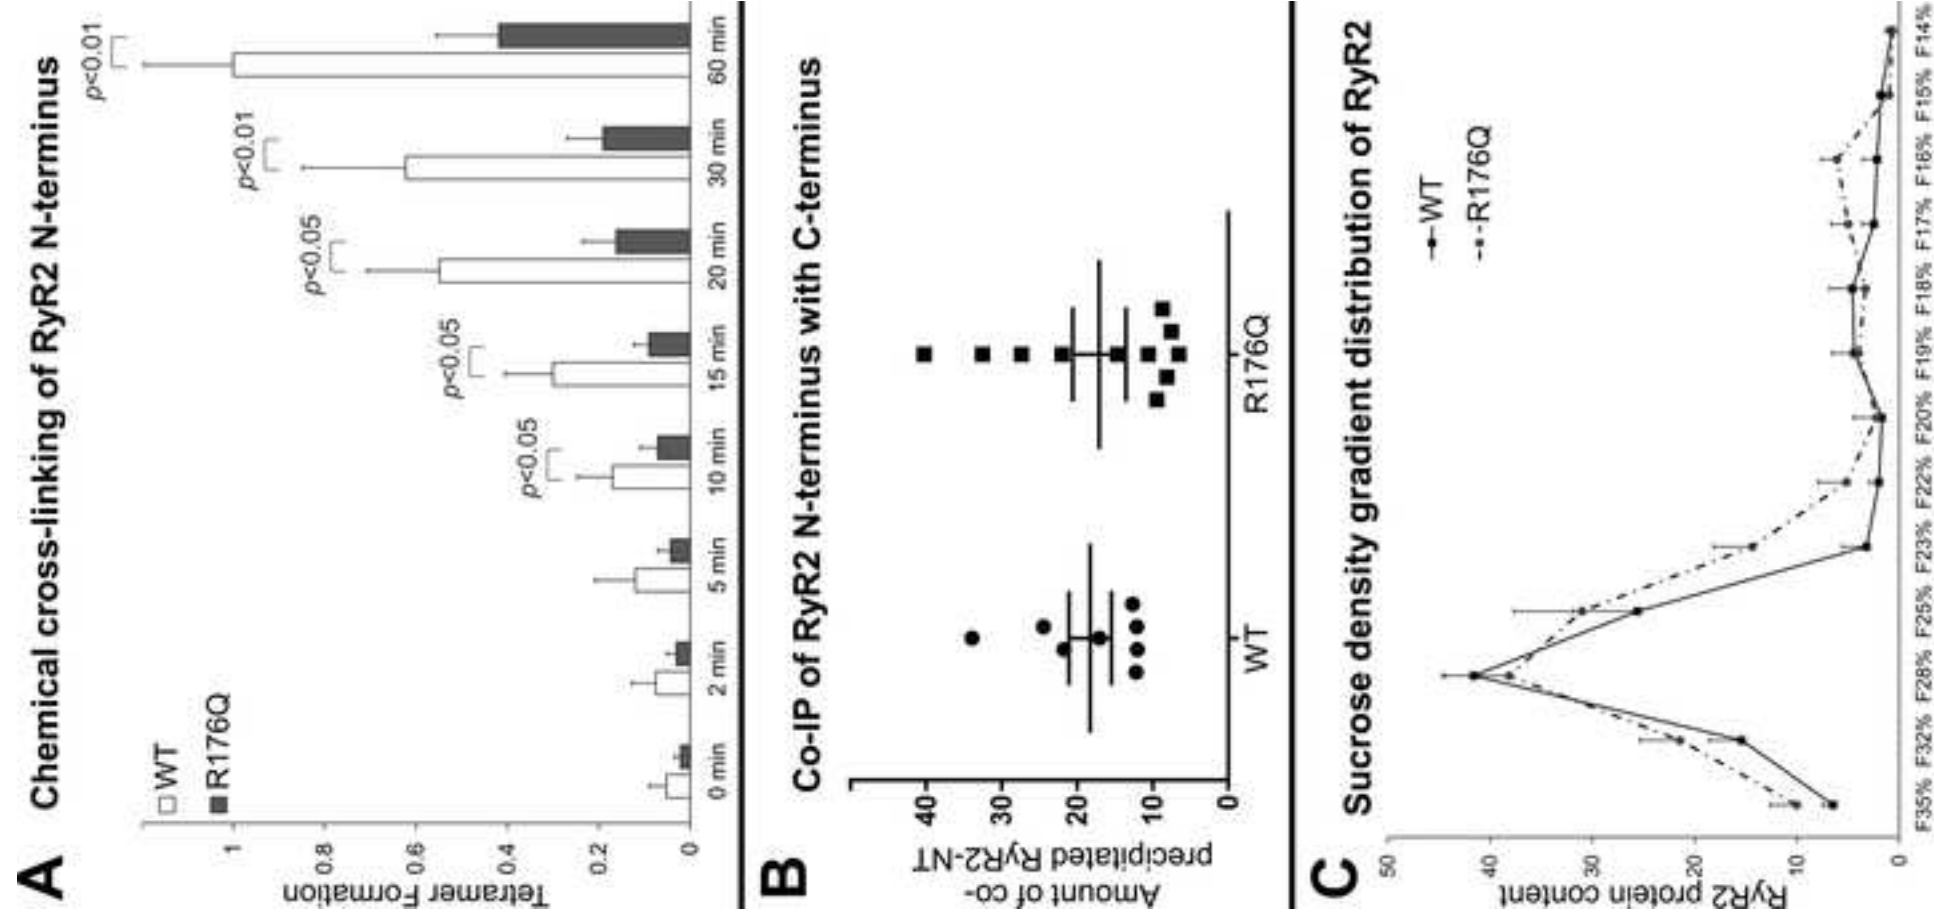 A
Chemical cross-linking of RyR2 N-terminus
WT
R176Q
Tetramer Formation
1
0.8
0.6
0.4
0.2
0
p<0.05
p<0.05
p<0.05
p<0.01
p<0.01
0 min
2 min
5 min
10 min
15 min
20 min
30 min
60 min
B
Co-IP of RyR2 N-terminus with C-terminus
Amount of co-
precipitated RyR2-NT
40
30
20
10
0
WT
R176Q
C
Sucrose density gradient distribution of RyR2
WT
R176Q
RyR2 protein content
50
40
30
20
10
0
F35% F32% F28% F25% F23% F22% F20% F19% F18% F17% F16% F15% F14%